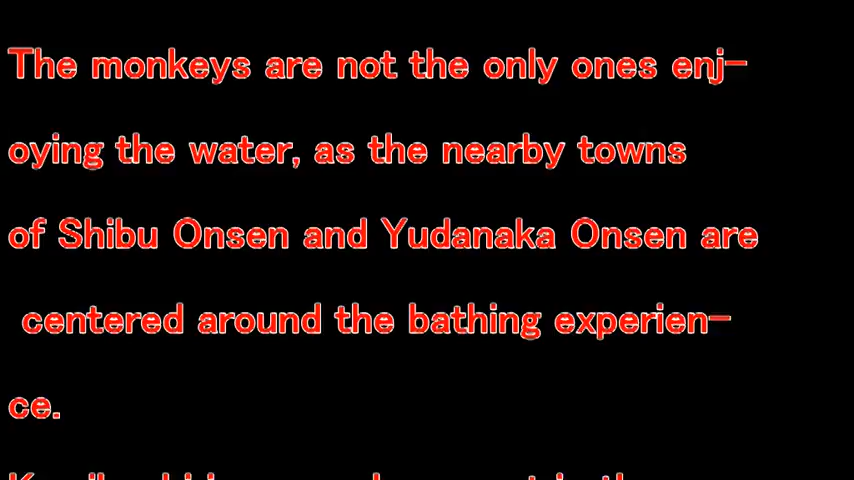 The monkeys are not the only ones enj-
oying the water, as the nearby towns
of Shibu Onsen and Yudanaka Onsen are
centered around the bathing experien-
ce.